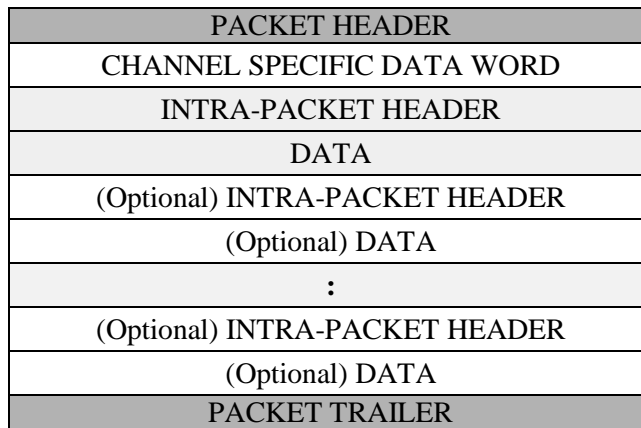 PACKET HEADER
CHANNEL SPECIFIC DATA WORD
INTRA-PACKET HEADER
DATA
(Optional) INTRA-PACKET HEADER
(Optional) DATA
:
(Optional) INTRA-PACKET HEADER
(Optional) DATA
PACKET TRAILER